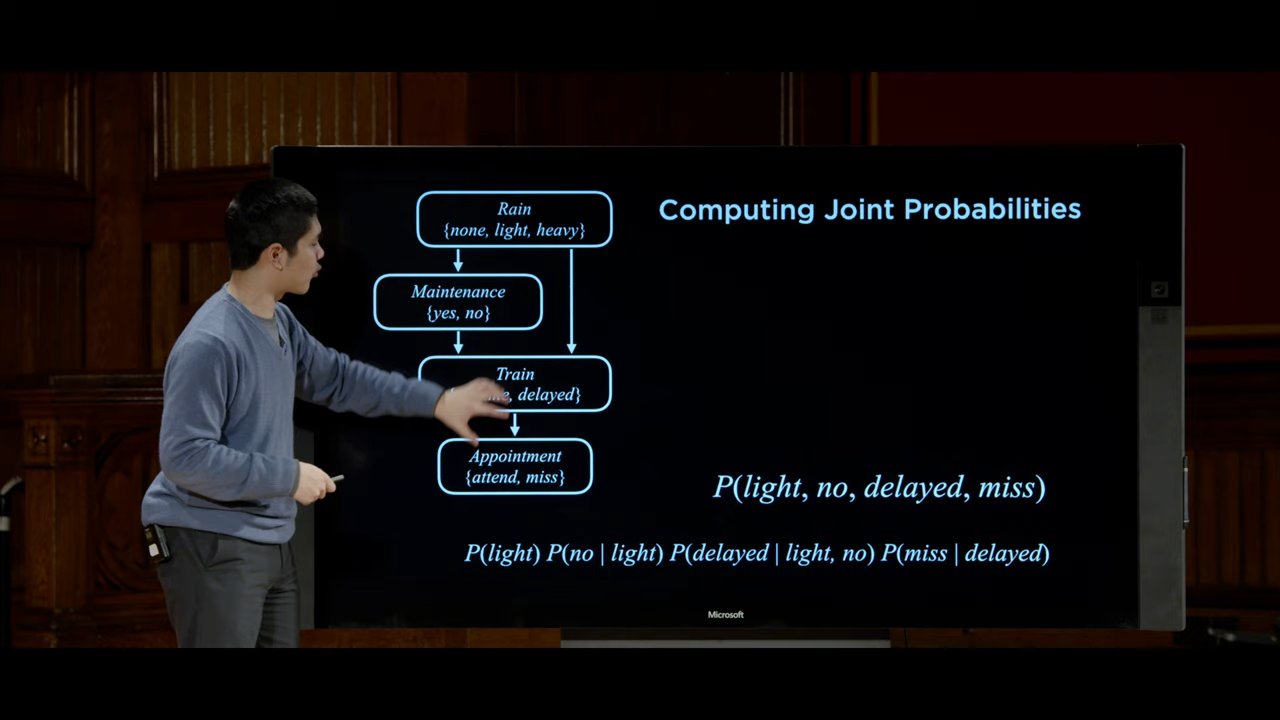 Rain
{none, light, heavy}
Computing Joint Probabilities
Maintenance
{yes, no}
Train
delayed}
Appointment
{attend, miss}
P(light, no, delayed, miss)
P(light) P(no | light) P(delayed | light, no) P(miss | delayed)
Microsoft